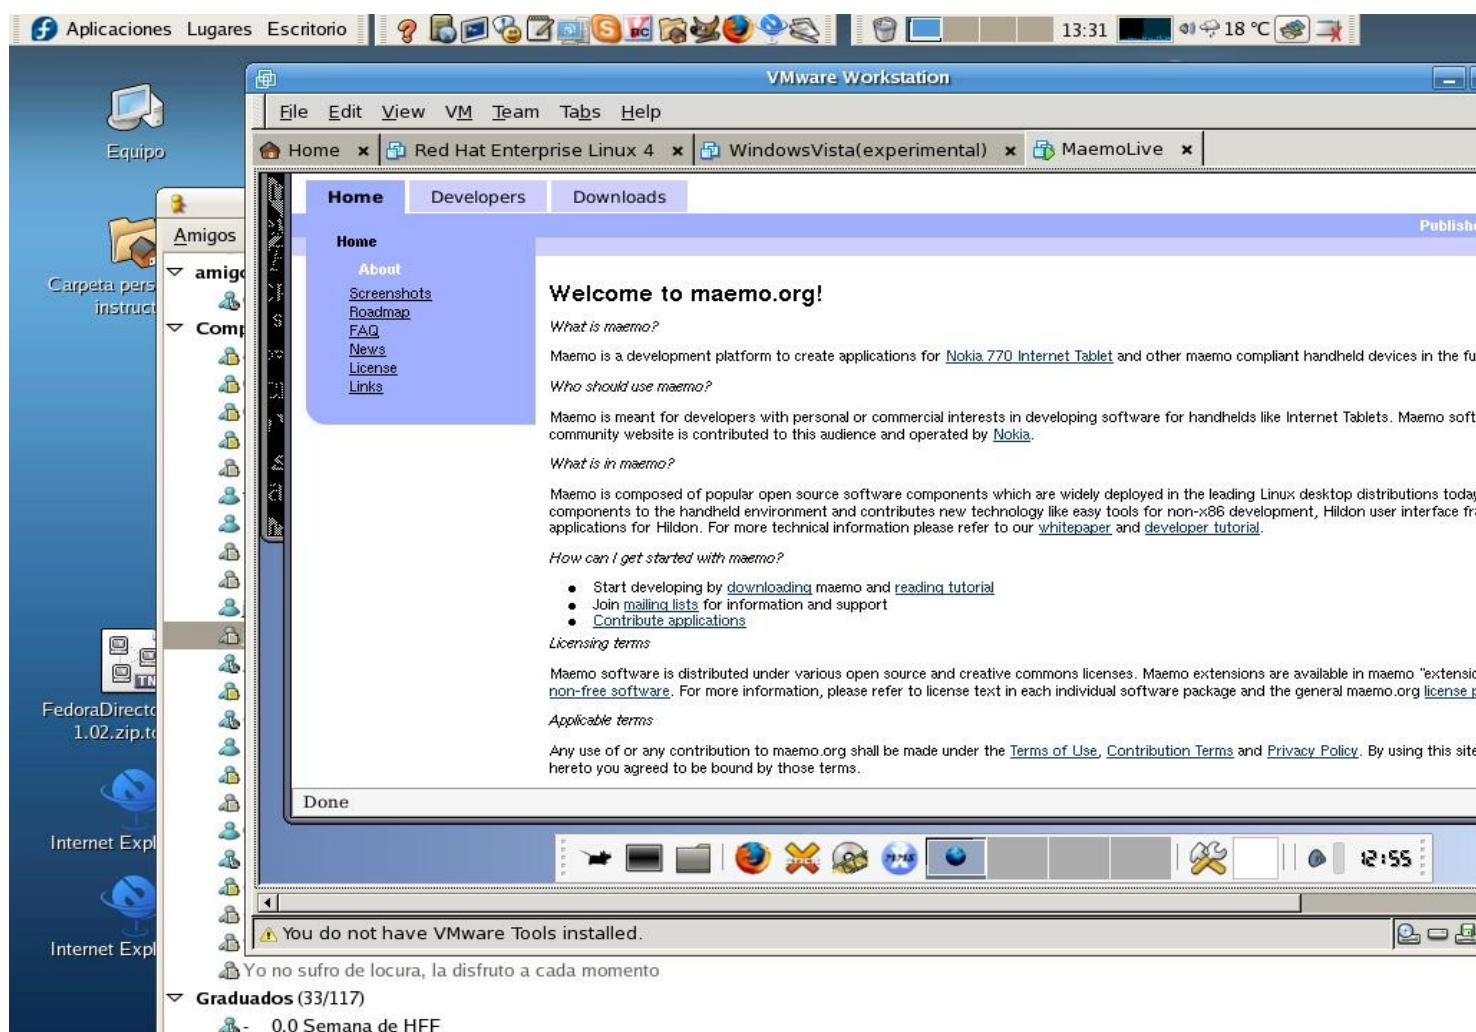 Aplicaciones Lugares Escritorio
13:31
18 °C
Equipo
VMware Workstation
File Edit View VM Team Tabs Help
Home
Red Hat Enterprise Linux 4
WindowsVista(experimental)
MaemoLive
Home Developers Downloads
Home
About
Screenshots
Roadmap
FAQ
News
License
Links
Welcome to maemo.org!
What is maemo?
Maemo is a development platform to create applications for Nokia 770 Internet Tablet and other maemo compliant handheld devices in the
Who should use maemo?
Maemo is meant for developers with personal or commercial interests in developing software for handhelds like Internet Tablets. Maemo
community website is contributed to this audience and operated by Nokia.
What is in maemo?
Maemo is composed of popular open source software components which are widely deployed in the leading Linux desktop distributions today
components to the handheld environment and contributes new technology like easy tools for non-x86 development, Hildon user interface
applications for Hildon. For more technical information please refer to our whitepaper and developer tutorial.
How can I get started with maemo?
Start developing by downloading maemo and reading tutorial
Join mailing lists for information and support
Contribute applications
Licensing terms
Maemo software is distributed under various open source and creative commons licenses. Maemo extensions are available in maemo
non-free software. For more information, please refer to license text in each individual software package and the general maemo.org license
Applicable terms
Any use of or any contribution to maemo.org shall be made under the Terms of Use, Contribution Terms and Privacy Policy. By using this site
hereto you agreed to be bound by those terms.
Done
12:55
You do not have VMware Tools installed.
Amigos
Carpeta
Internet
Internet
Yo no sufro de locura, la disfruto a cada momento
Graduados (33/117)
0.0 Semana de HFF